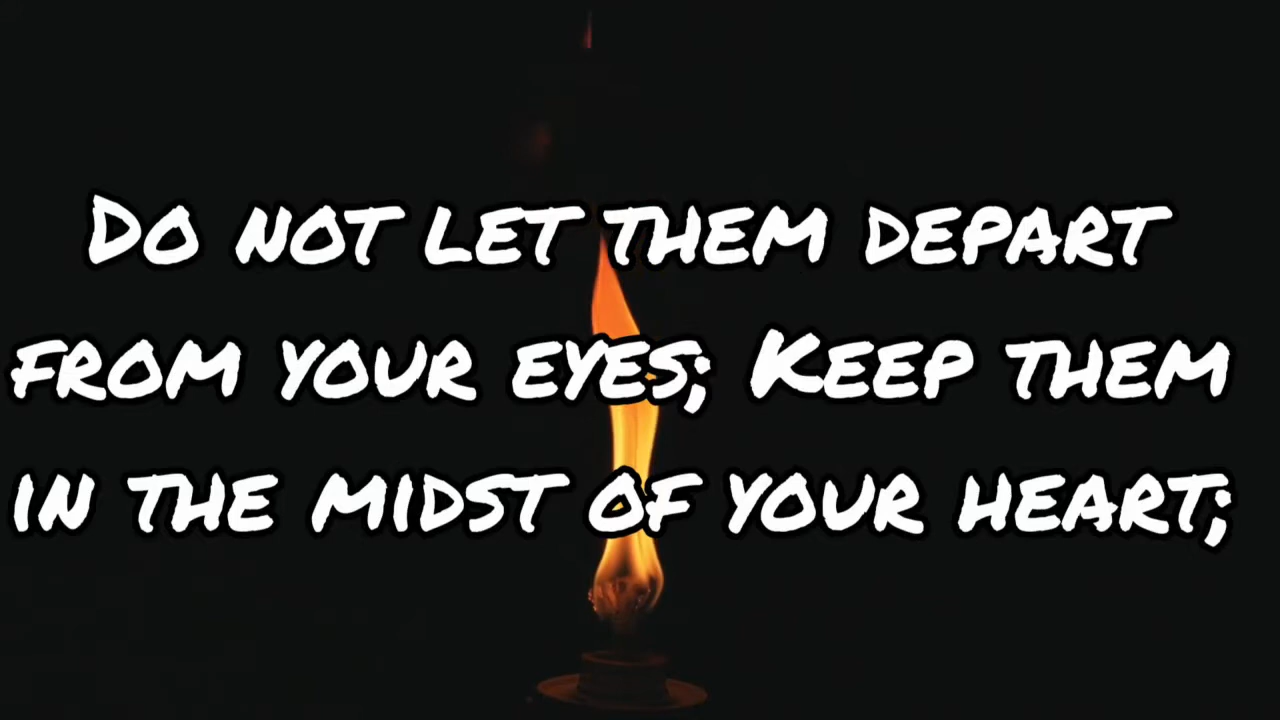 Do not let them depart
from your eyes; Keep them
in the midst of your heart;